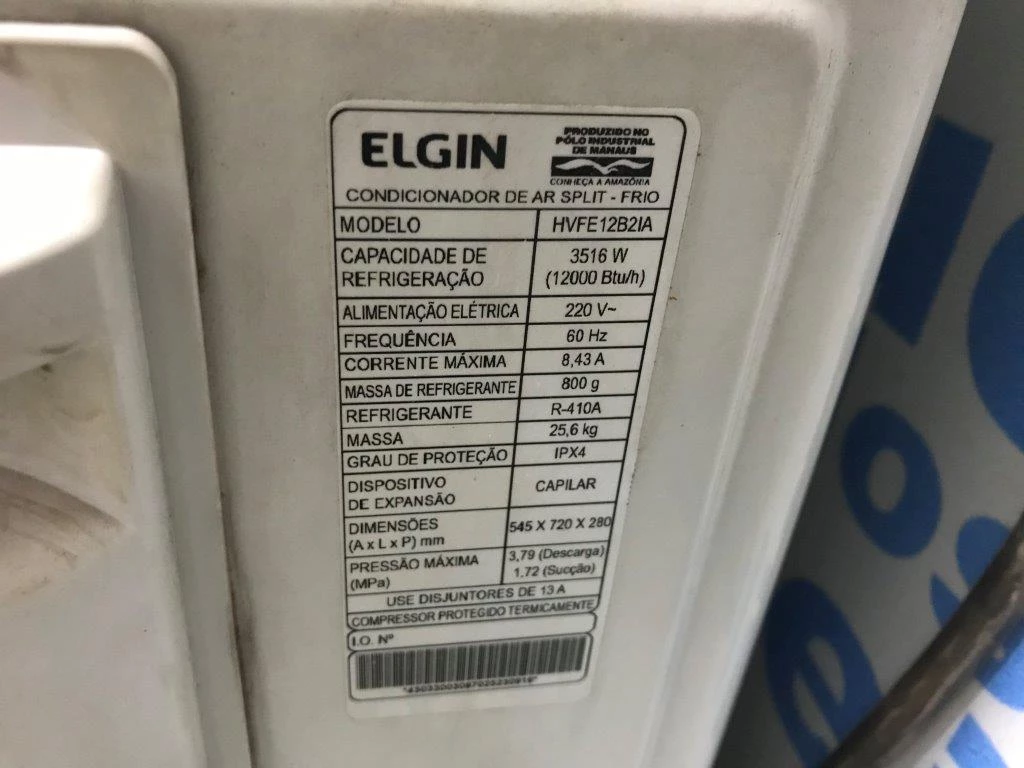 ELGIN
PRODUZIDO NO
PÓLO INDUSTRIAL
DE MANAUS
CONHEÇA A AMAZÔNIA
CONDICIONADOR DE AR SPLIT - FRIO
MODELO HVFE12B2IA
CAPACIDADE DE REFRIGERAÇÃO 3516 W (12000 Btu/h)
ALIMENTAÇÃO ELÉTRICA 220 V~
FREQUÊNCIA 60 Hz
CORRENTE MÁXIMA 8,43 A
MASSA DE REFRIGERANTE 800 g
REFRIGERANTE R-410A
MASSA 25,6 kg
GRAU DE PROTEÇÃO IPX4
DISPOSITIVO DE EXPANSÃO CAPILAR
DIMENSÕES (A x L x P) mm 545 X 720 X 280
PRESSÃO MÁXIMA (MPa) 3,79 (Descarga) 1.72 (Sucção)
USE DISJUNTORES DE 13 A
COMPRESSOR PROTEGIDO TERMICAMENTE
I.O. Nº